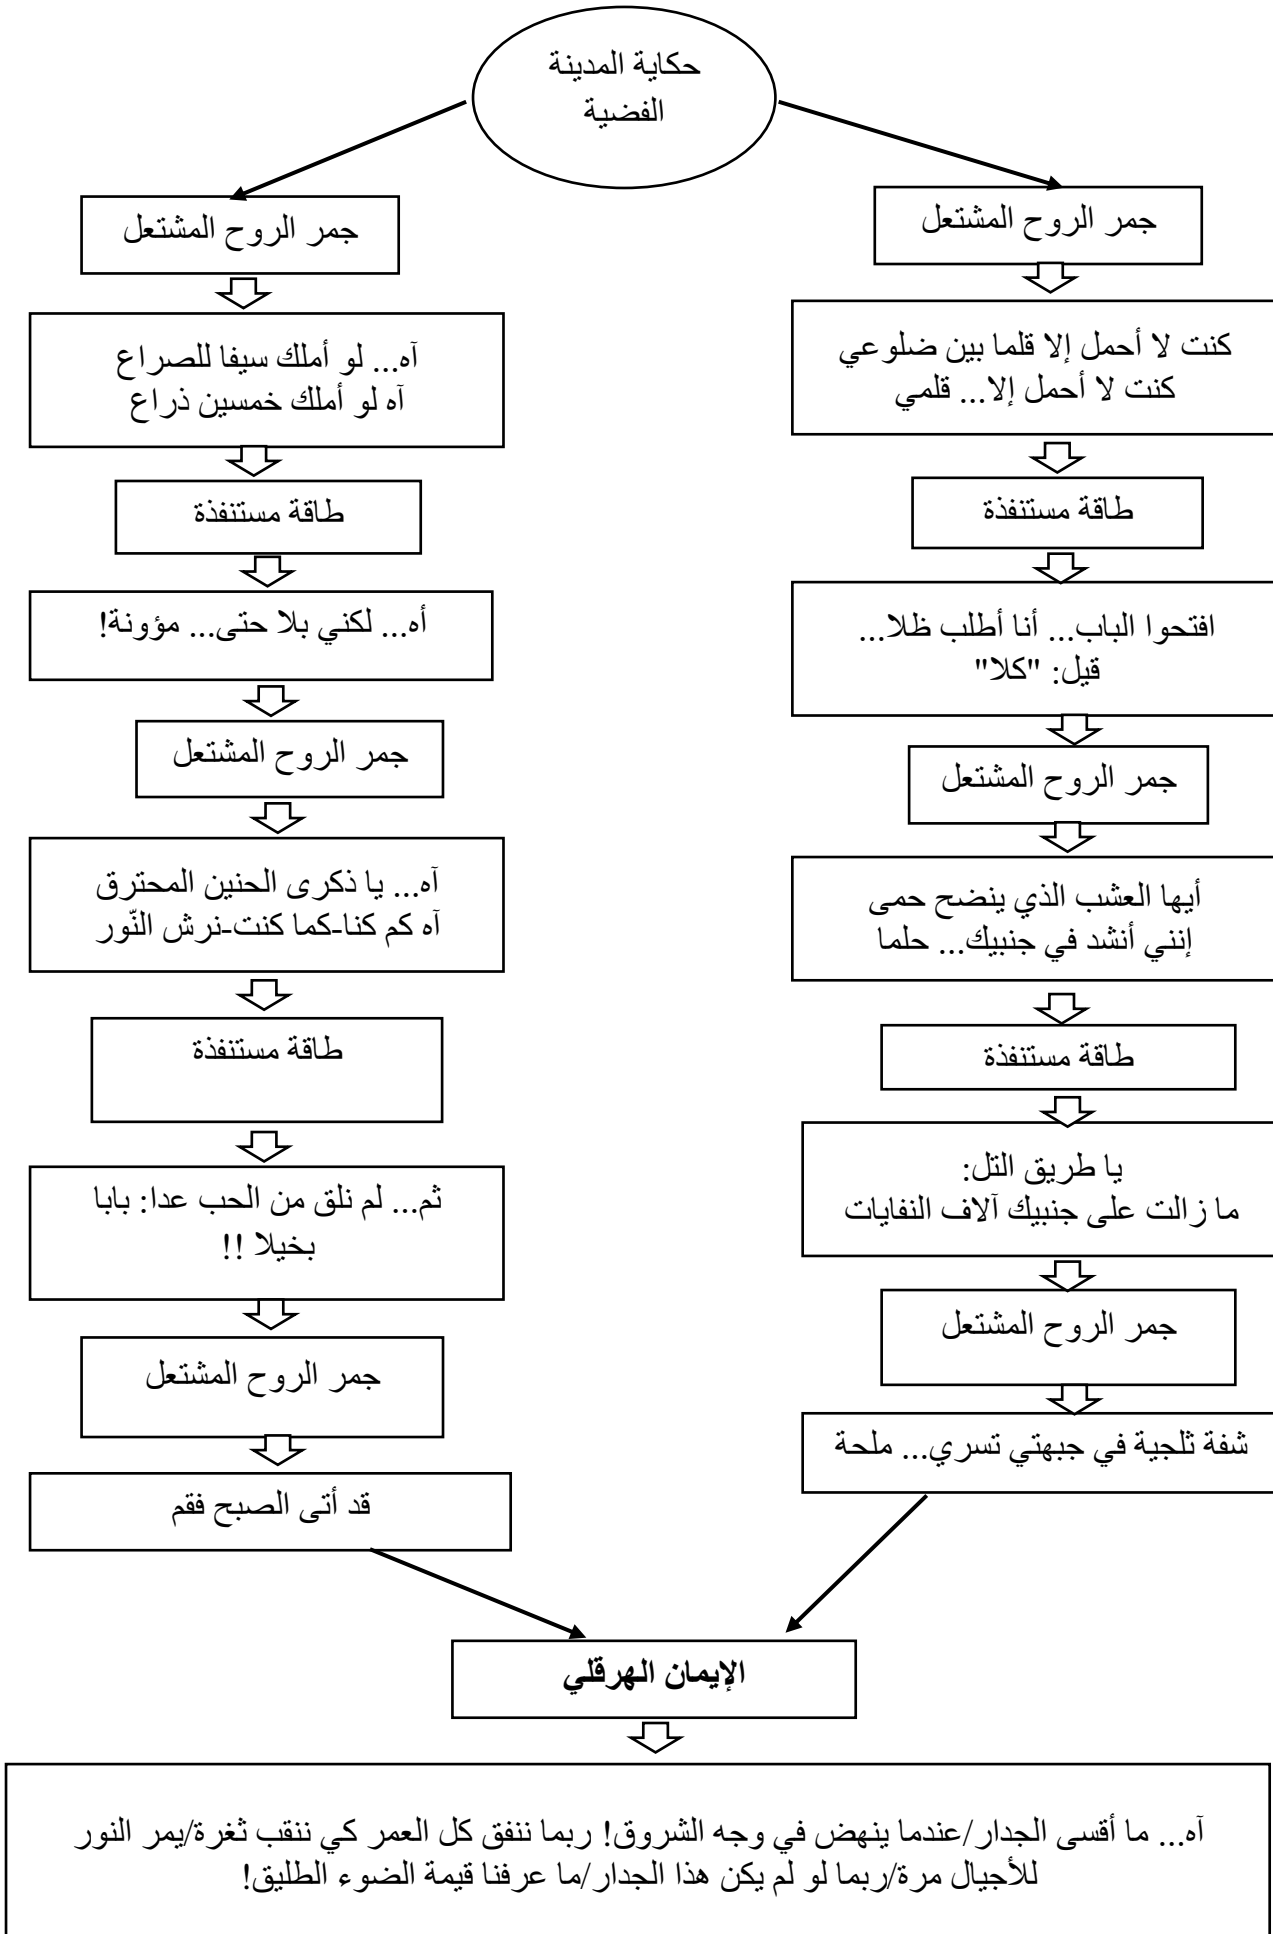 حكاية المدينة
الفضية
جمر الروح المشتعل
كنت لا أحمل إلا قلما بين ضلوعي
كنت لا أحمل إلا... قلمي
طاقة مستنفذة
افتحوا الباب... أنا أطلب ظلا...
قيل: "كلا"
جمر الروح المشتعل
أيها العشب الذي ينضح حمى
إنني أنشد في جنبيك... حلما
طاقة مستنفذة
يا طريق التل:
ما زالت على جنبيك آلاف النفايات
جمر الروح المشتعل
شفة ثلجية في جبهتي تسري... ملحة
جمر الروح المشتعل
آه... لو أملك سيفا للصراع
آه لو أملك خمسين ذراع
طاقة مستنفذة
أه... لكني بلا حتى... مؤونة!
جمر الروح المشتعل
آه... يا ذكرى الحنين المحترق
آه كم كنا-كما كنت-نرش النّور
طاقة مستنفذة
ثم... لم نلق من الحب عدا: بابا
بخيلا !!
جمر الروح المشتعل
قد أتى الصبح فقم
الإيمان الهرقلي
آه... ما أقسى الجدار/عندما ينهض في وجه الشروق! ربما ننفق كل العمر كي ننقب ثغرة/يمر النور
للأجيال مرة/ربما لو لم يكن هذا الجدار/ما عرفنا قيمة الضوء الطليق!